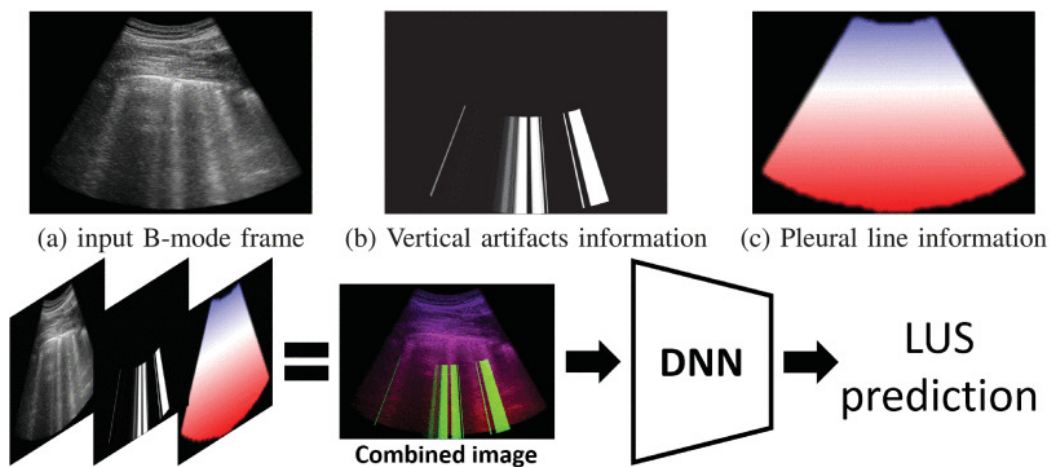 (a) input B-mode frame
(b) Vertical artifacts information
(c) Pleural line information
Combined image
DNN
LUS
prediction